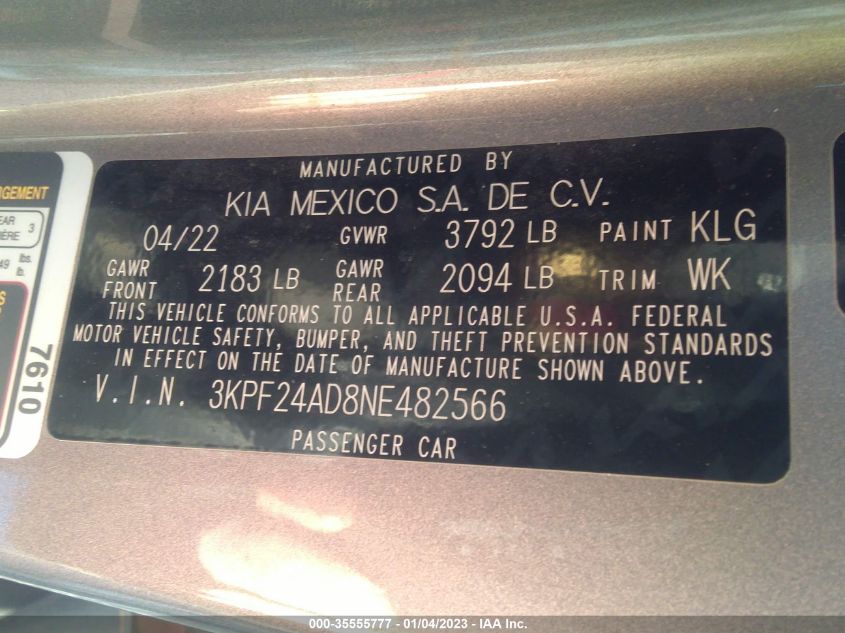 MANUFACTURED BY
KIA MEXICO S.A. DE C.V.
04/22 GVWR 3792 LB PAINT KLG
GAWR FRONT 2183 LB GAWR REAR 2094 LB TRIM WK
THIS VEHICLE CONFORMS TO ALL APPLICABLE U.S.A. FEDERAL
MOTOR VEHICLE SAFETY, BUMPER, AND THEFT PREVENTION STANDARDS
IN EFFECT ON THE DATE OF MANUFACTURE SHOWN ABOVE.
V.I.N. 3KPF24AD8NE482566
PASSENGER CAR
3
lbs.
lb.
7610
000-35555777 - 01/04/2023 - IAA Inc.